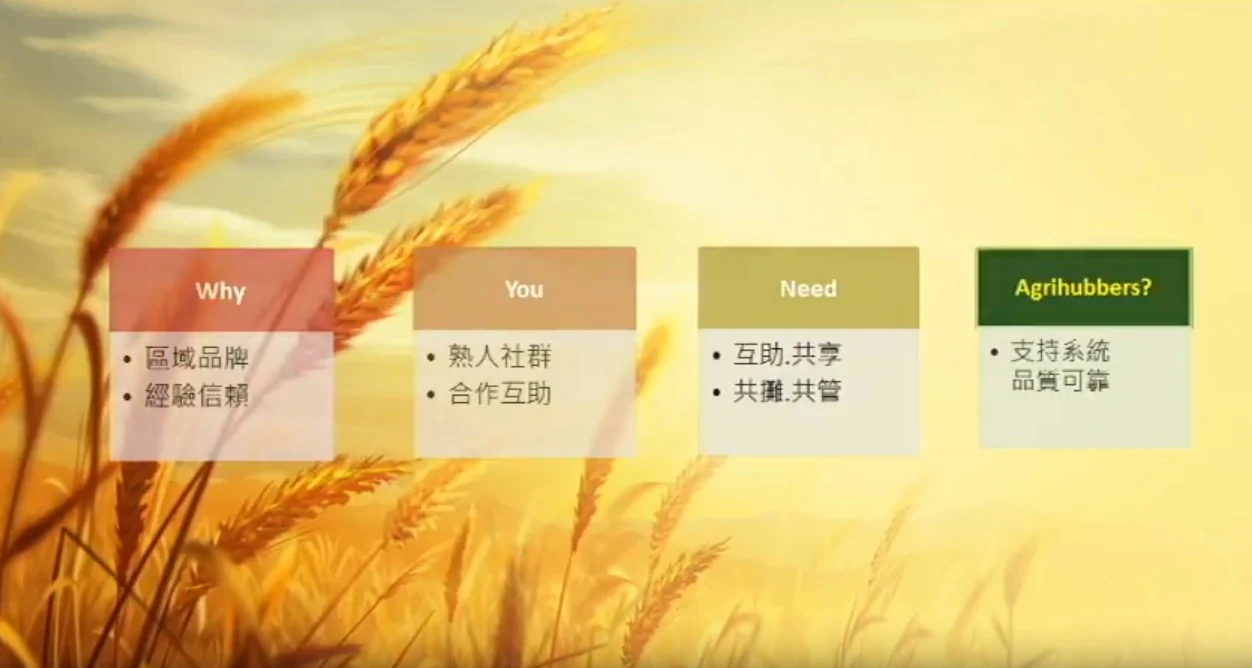 Why
• 區域品牌
• 經驗信賴
You
• 熟人社群
• 合作互助
Need
• 互助.共享
• 共攤.共管
Agrihubbers?
• 支持系統
品質可靠